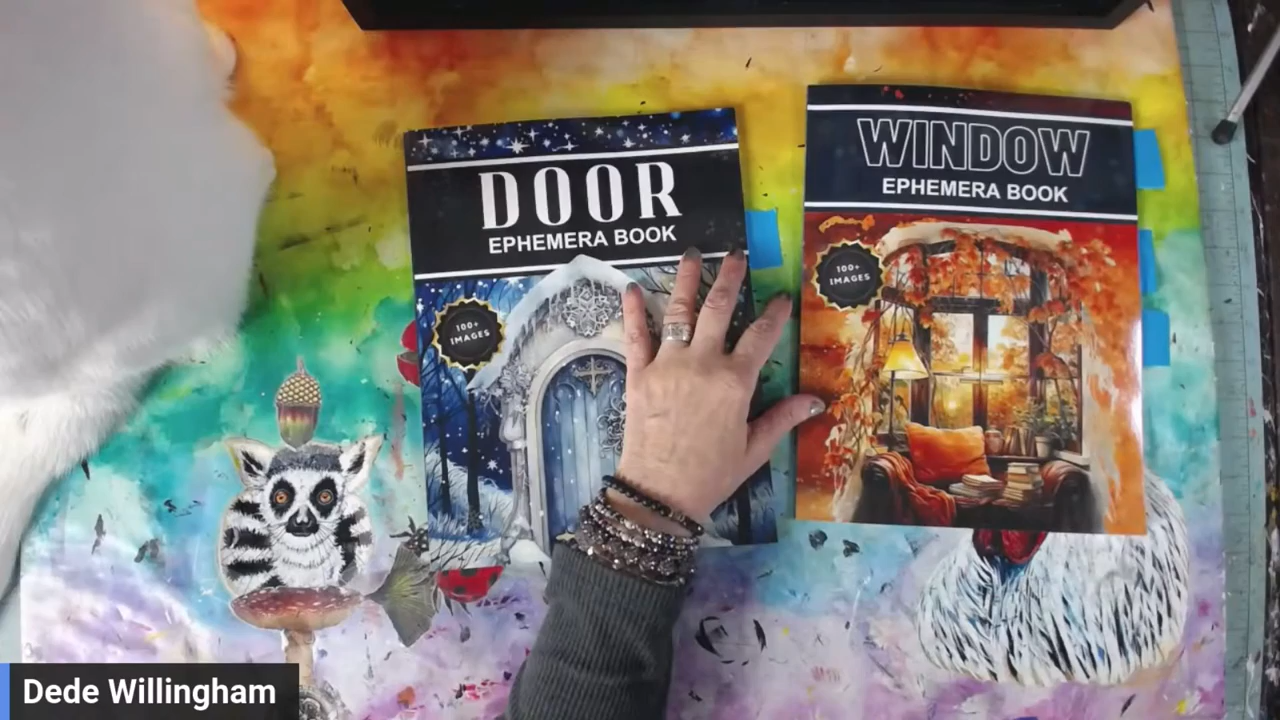 DOOR
EPHEMERA BOOK
100+
IMAGES
WINDOW
EPHEMERA BOOK
100+
IMAGES
Dede Willingham